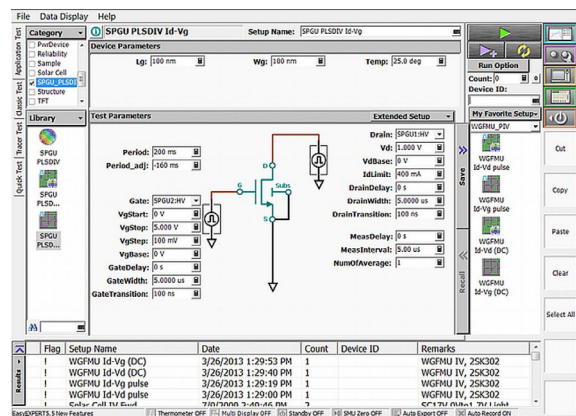 File Data Display Help
Category
SPGU PLSDIV Id-Vg
Setup Name: SPGU PLSDIV Id-Vg
Application Test
Classic Test
Tracer Test
Quick Test
PwrDevice
Reliability
Sample
Solar Cell
SPGU_PLSDI
Structure
TFT
Library
SPGU
PLSDIV
SPGU
PLSD...
SPGU
PLSD...
SPGU
PLSD...
Device Parameters
Lg: 100 nm
Wg: 100 nm
Temp: 25.0 deg
Test Parameters
Extended Setup
Period: 200 ms
Period_adj: -160 ms
Gate: SPGU2:HV
VgStart: 0 V
VgStop: 5.000 V
VgStep: 100 mV
VgBase: 0 V
GateDelay: 0 s
GateWidth: 5.0000 us
GateTransition: 100 ns
D
G
Subs
S
Drain: SPGU1:HV
Vd: 1.000 V
VdBase: 0 V
IdLimit: 400 mA
DrainDelay: 0 s
DrainWidth: 5.0000 us
DrainTransition: 100 ns
MeasDelay: 0 s
MeasInterval: 5.00 us
NumOfAverage: 1
Save
Recall
Run Option
Count: 0
0
Device ID:
My Favorite Setup
WGFMU_PIV
WGFMU
Id-Vd pulse
WGFMU
Id-Vg pulse
WGFMU
Id-Vd (DC)
WGFMU
Id-Vg (DC)
Cut
Copy
Paste
Clear
Select All
Results
Flag Setup Name Date Count Device ID Remarks
! WGFMU Id-Vg (DC) 3/26/2013 1:29:53 PM 1 WGFMU IV, 2SK302
! WGFMU Id-Vd (DC) 3/26/2013 1:29:40 PM 1 WGFMU IV, 2SK302
! WGFMU Id-Vg pulse 3/26/2013 1:29:19 PM 1 WGFMU IV, 2SK302
! WGFMU Id-Vd pulse 3/26/2013 1:29:00 PM 1 WGFMU IV, 2SK302
EasyEXPERT5.5 New Features
Thermometer OFF
Multi Display OFF
Standby OFF
SMU Zero OFF
Auto Export OFF
Auto Record ON